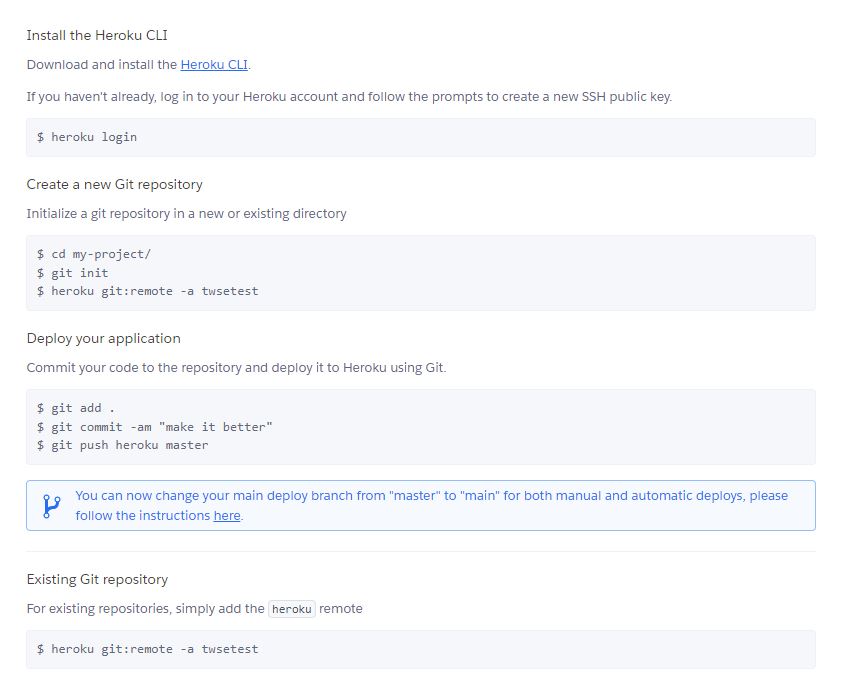 Install the Heroku CLI
Download and install the Heroku CLI.
If you haven't already, log in to your Heroku account and follow the prompts to create a new SSH public key.
$ heroku login
Create a new Git repository
Initialize a git repository in a new or existing directory
$ cd my-project/
$ git init
$ heroku git:remote -a twsetest
Deploy your application
Commit your code to the repository and deploy it to Heroku using Git.
$ git add .
$ git commit -am "make it better"
$ git push heroku master
You can now change your main deploy branch from "master" to "main" for both manual and automatic deploys, please
follow the instructions here.
Existing Git repository
For existing repositories, simply add the heroku remote
$ heroku git:remote -a twsetest